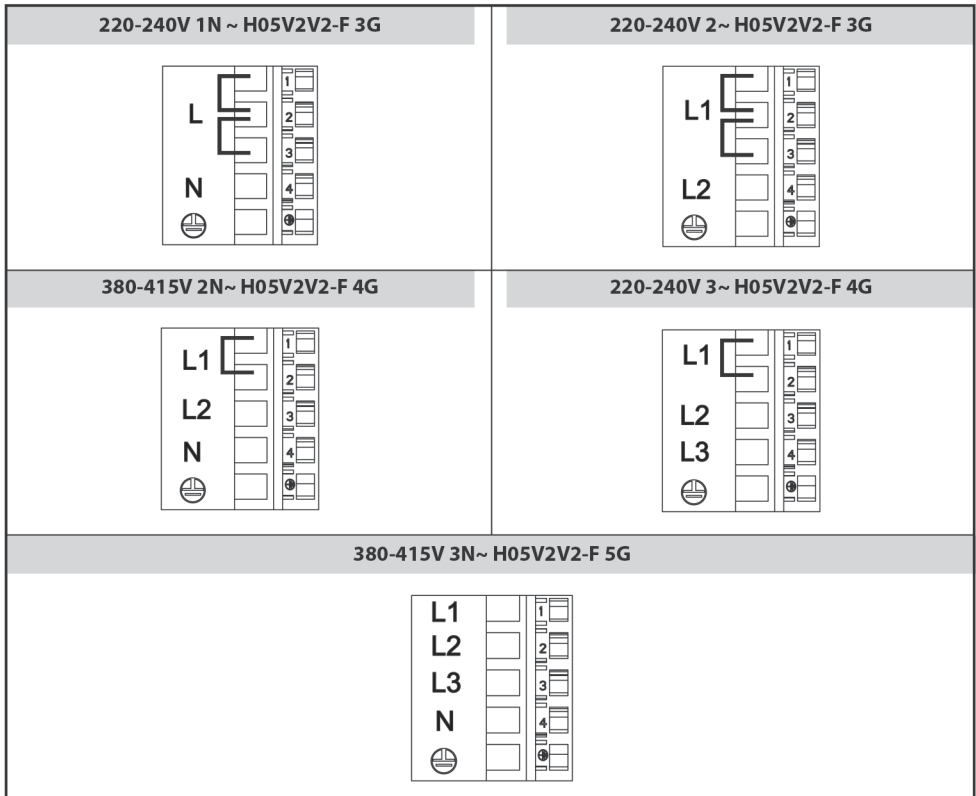 220-240V 1N ~ H05V2V2-F 3G
L
N
1
2
3
4
220-240V 2~ H05V2V2-F 3G
L1
L2
1
2
3
4
380-415V 2N~ H05V2V2-F 4G
L1
L2
N
1
2
3
4
220-240V 3~ H05V2V2-F 4G
L1
L2
L3
1
2
3
4
380-415V 3N~ H05V2V2-F 5G
L1
L2
L3
N
1
2
3
4